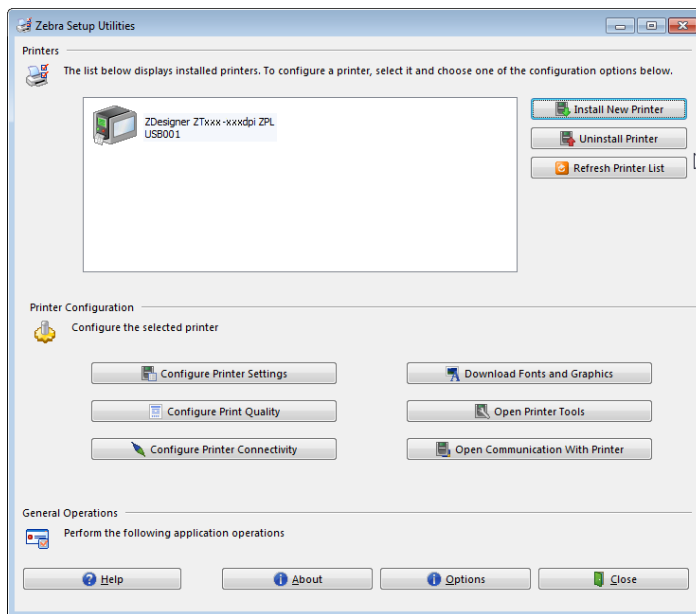 Zebra Setup Utilities
Printers
The list below displays installed printers. To configure a printer, select it and choose one of the configuration options below.
ZDesigner ZTxxx-xxxdpi ZPL
USB001
Install New Printer
Uninstall Printer
Refresh Printer List
Printer Configuration
Configure the selected printer
Configure Printer Settings
Download Fonts and Graphics
Configure Print Quality
Open Printer Tools
Configure Printer Connectivity
Open Communication With Printer
General Operations
Perform the following application operations
Help
About
Options
Close